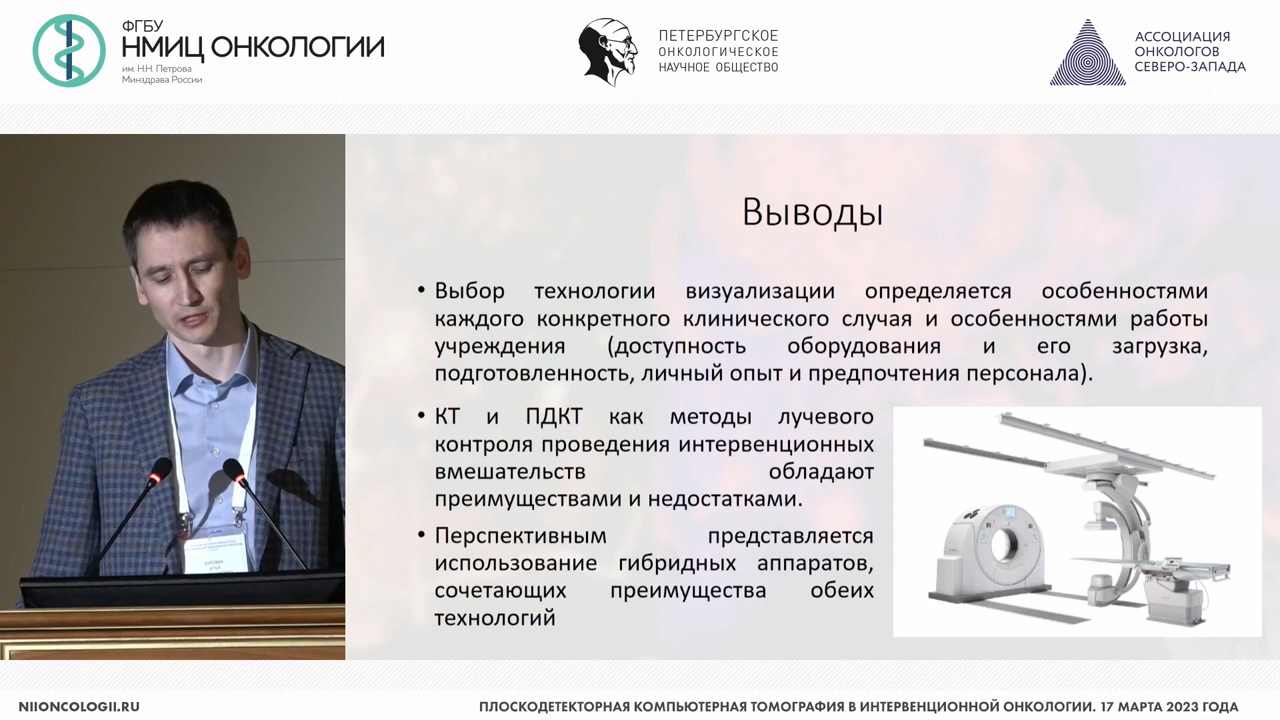 ФГБУ
НМИЦ ОНКОЛОГИИ
им. Н.Н. Петрова
Минздрава России
ПЕТЕРБУРГСКОЕ
ОНКОЛОГИЧЕСКОЕ
НАУЧНОЕ ОБЩЕСТВО
АССОЦИАЦИЯ
ОНКОЛОГОВ
СЕВЕРО-ЗАПАДА
Выводы
• Выбор технологии визуализации определяется особенностями
каждого конкретного клинического случая и особенностями работы
учреждения (доступность оборудования и его загрузка,
подготовленность, личный опыт и предпочтения персонала).
• КТ и ПДКТ как методы лучевого
контроля проведения интервенционных
вмешательств обладают
преимуществами и недостатками.
• Перспективным представляется
использование гибридных аппаратов,
сочетающих преимущества обеих
технологий
NIIONCOLOGII.RU
ПЛОСКОДЕТЕКТОРНАЯ КОМПЬЮТЕРНАЯ ТОМОГРАФИЯ В ИНТЕРВЕНЦИОННОЙ ОНКОЛОГИИ. 17 МАРТА 2023 ГОДА